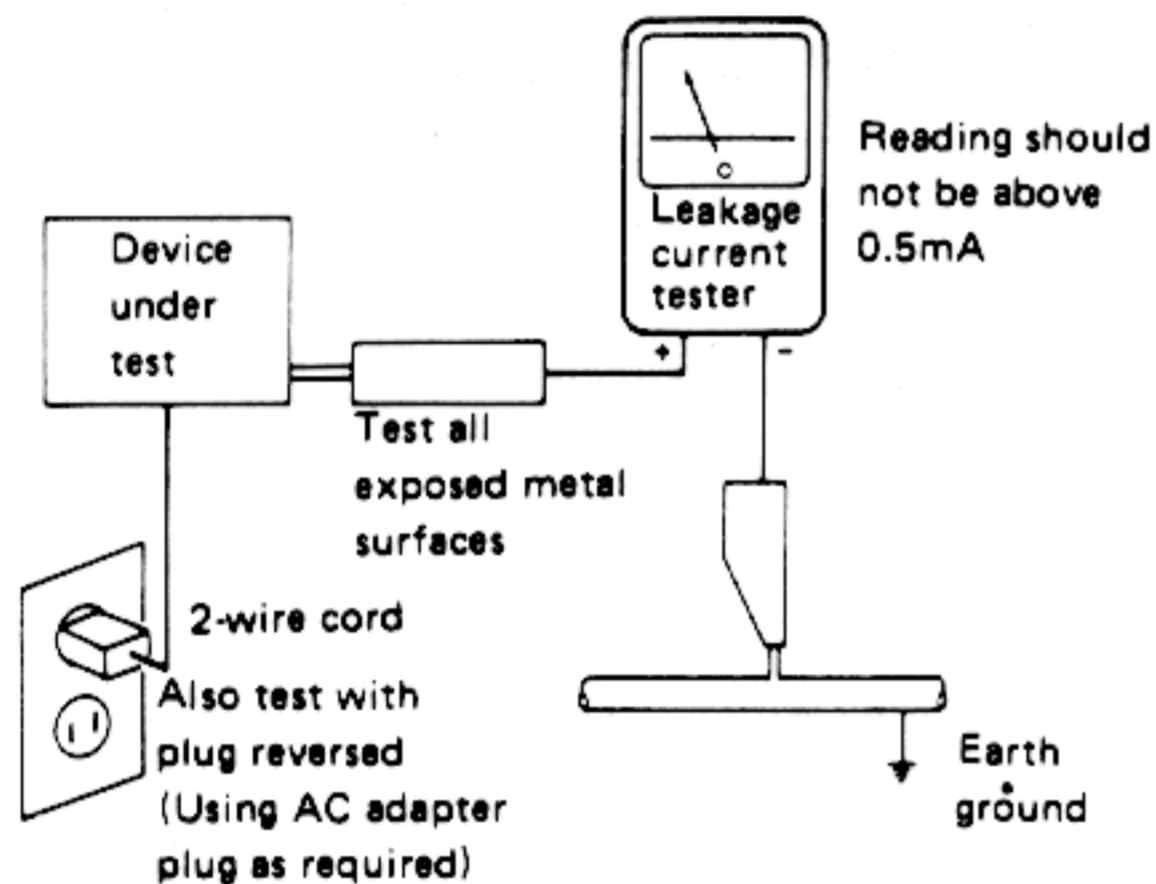 Reading should
not be above
0.5mA
Leakage
current
tester
Device
under
test
+ -
Test all
exposed metal
surfaces
2-wire cord
Also test with
plug reversed
(Using AC adapter
plug as required)
Earth
ground